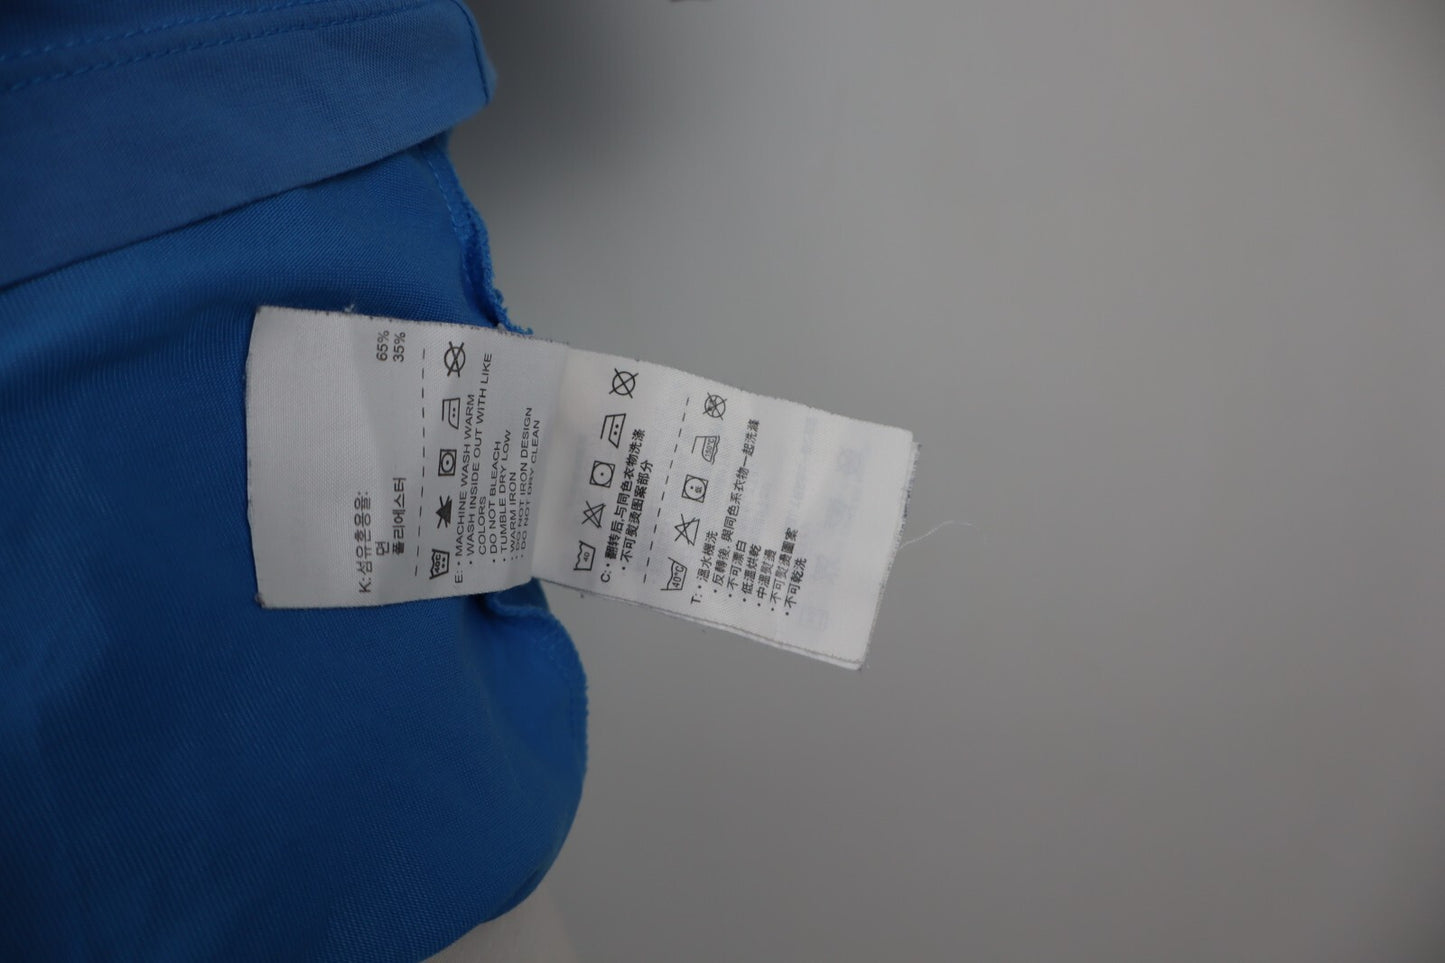 K: 섬유혼용율:
면 65%
폴리에스터 35%
40°C
E: • MACHINE WASH WARM
• WASH INSIDE OUT WITH LIKE
COLORS
• DO NOT BLEACH
• TUMBLE DRY LOW
• WARM IRON
• DO NOT IRON DESIGN
• DO NOT DRY CLEAN
40
C: • 翻转后,与同色衣物洗涤
• 不可熨烫图案部分
40°C
T: • 溫水機洗
• 反轉後, 與同色系衣物一起洗滌
• 不可漂白
• 低溫烘乾
• 中溫熨燙
• 不可熨燙圖案
• 不可乾洗